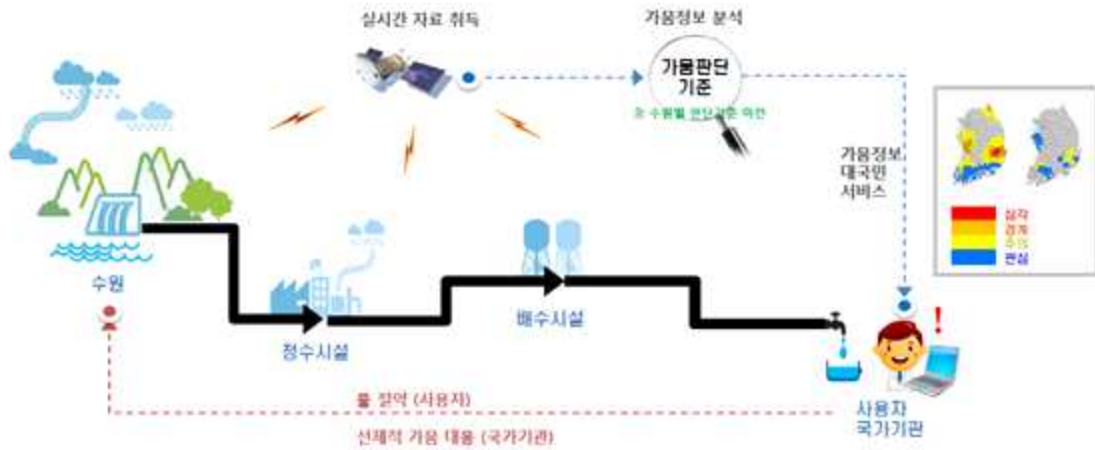 실시간 자료 취득
가뭄정보 분석
가뭄판단
기준
가뭄정보
대국민
서비스
심각
경계
주의
관심
수원
정수시설
배수시설
사용자
국가기관
물 절약 (사용자)
선제적 가뭄 대응 (국가기관)